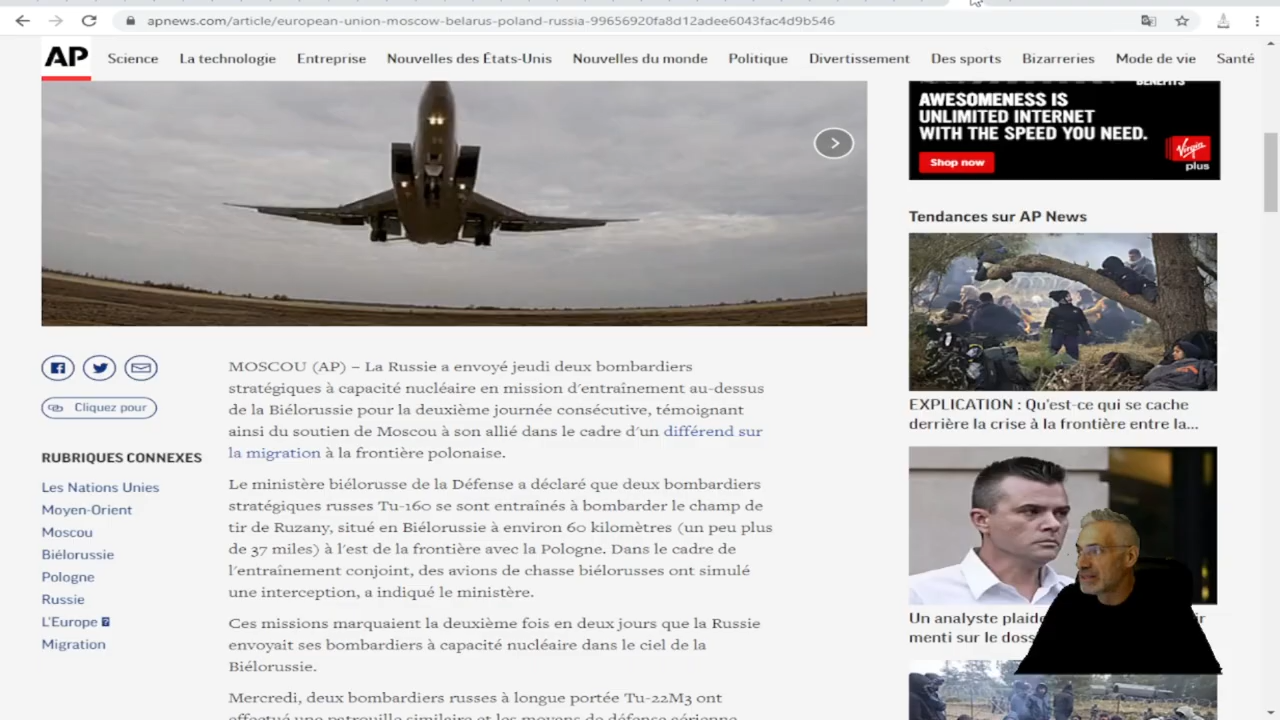 apnews.com/article/european-union-moscow-belarus-poland-russia-99656920fa8d12adee6043fac4d9b546
AP
Science
La technologie
Entreprise
Nouvelles des États-Unis
Nouvelles du monde
Politique
Divertissement
Des sports
Bizarreries
Mode de vie
Santé
Cliquez pour
RUBRIQUES CONNEXES
Les Nations Unies
Moyen-Orient
Moscou
Biélorussie
Pologne
Russie
L'Europe
Migration
MOSCOU (AP) – La Russie a envoyé jeudi deux bombardiers
stratégiques à capacité nucléaire en mission d'entraînement au-dessus
de la Biélorussie pour la deuxième journée consécutive, témoignant
ainsi du soutien de Moscou à son allié dans le cadre d'un différend sur
la migration à la frontière polonaise.
Le ministère biélorusse de la Défense a déclaré que deux bombardiers
stratégiques russes Tu-160 se sont entraînés à bombarder le champ de
tir de Ruzany, situé en Biélorussie à environ 60 kilomètres (un peu plus
de 37 miles) à l'est de la frontière avec la Pologne. Dans le cadre de
l'entraînement conjoint, des avions de chasse biélorusses ont simulé
une interception, a indiqué le ministère.
Ces missions marquaient la deuxième fois en deux jours que la Russie
envoyait ses bombardiers à capacité nucléaire dans le ciel de la
Biélorussie.
Mercredi, deux bombardiers russes à longue portée Tu-22M3 ont
effectué une patrouille similaire et les moyens de défense aérienne
BENEFITS
AWESOMENESS IS
UNLIMITED INTERNET
WITH THE SPEED YOU NEED.
Shop now
Virgin
plus
Tendances sur AP News
EXPLICATION : Qu'est-ce qui se cache
derrière la crise à la frontière entre la...
Un analyste plaide
menti sur le doss